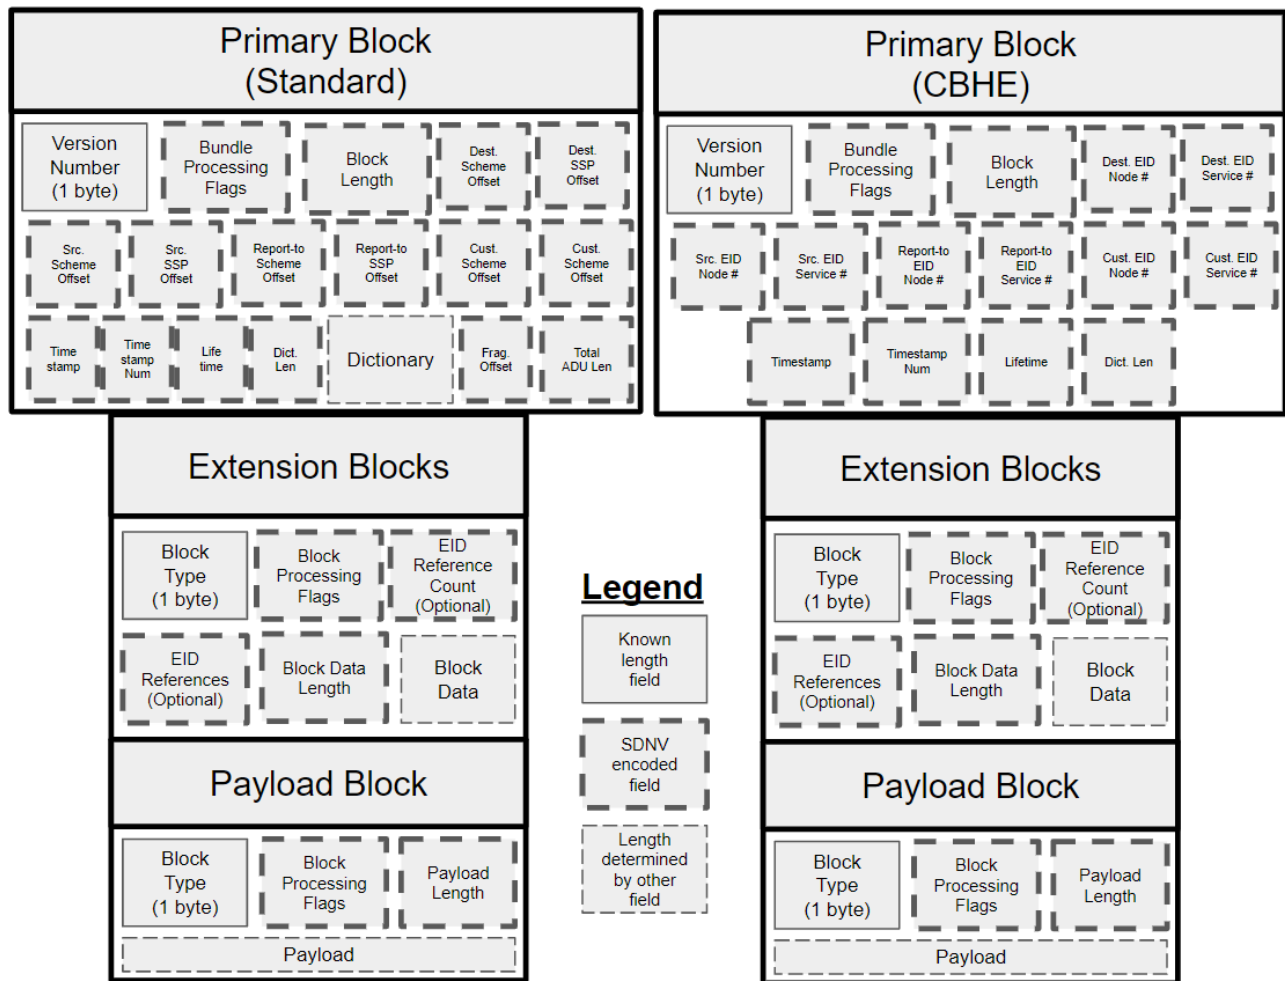 Primary Block
(Standard)
Version
Number
(1 byte)
Bundle
Processing
Flags
Block
Length
Dest.
Scheme
Offset
Dest.
SSP
Offset
Src.
Scheme
Offset
Src.
SSP
Offset
Report-to
Scheme
Offset
Report-to
SSP
Offset
Cust.
Scheme
Offset
Cust.
Scheme
Offset
Time
stamp
Time
stamp
Num
Life
time
Dict.
Len
Dictionary
Frag.
Offset
Total
ADU Len
Extension Blocks
Block
Type
(1 byte)
Block
Processing
Flags
EID
Reference
Count
(Optional)
EID
References
(Optional)
Block Data
Length
Block
Data
Payload Block
Block
Type
(1 byte)
Block
Processing
Flags
Payload
Length
Payload
Legend
Known
length
field
SDNV
encoded
field
Length
determined
by other
field
Primary Block
(CBHE)
Version
Number
(1 byte)
Bundle
Processing
Flags
Block
Length
Dest. EID
Node #
Dest. EID
Service #
Src. EID
Node #
Src. EID
Service #
Report-to
EID
Node #
Report-to
EID
Service #
Cust. EID
Node #
Cust. EID
Service #
Timestamp
Timestamp
Num
Lifetime
Dict. Len
Extension Blocks
Block
Type
(1 byte)
Block
Processing
Flags
EID
Reference
Count
(Optional)
EID
References
(Optional)
Block Data
Length
Block
Data
Payload Block
Block
Type
(1 byte)
Block
Processing
Flags
Payload
Length
Payload